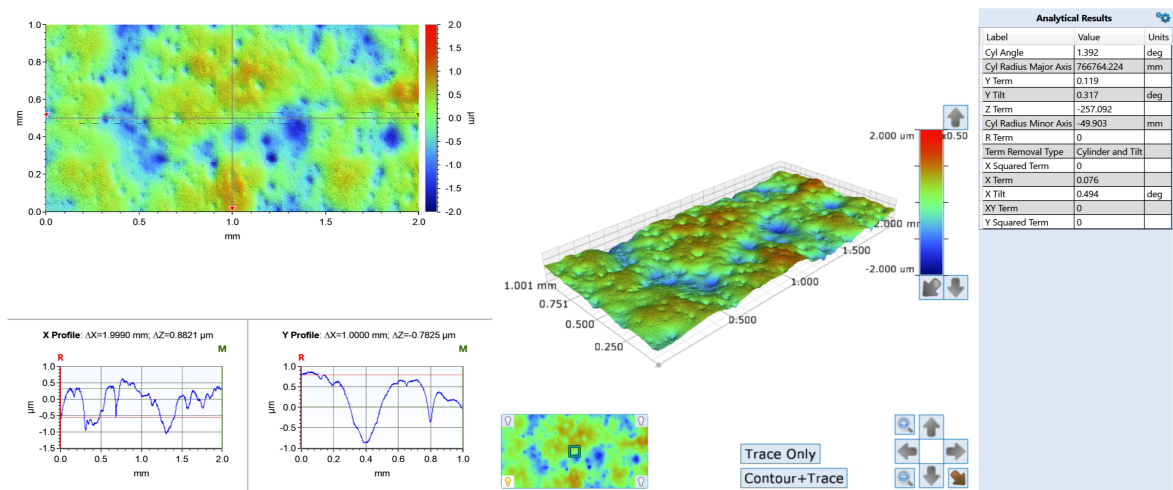 1.0
0.8
0.6
0.4
0.2
0.0
mm
0.0 0.5 1.0 1.5 2.0
mm
2.0
1.5
1.0
0.5
0.0
-0.5
-1.0
-1.5
-2.0
µm
X Profile: ΔX=1.9990 mm; ΔZ=0.8821 µm
R M
1.0
0.5
0.0
-0.5
-1.0
-1.5
µm
0.0 0.5 1.0 1.5 2.0
mm
Y Profile: ΔX=1.0000 mm; ΔZ=-0.7825 µm
R M
1.0
0.5
0.0
-0.5
-1.0
µm
0.0 0.2 0.4 0.6 0.8 1.0
mm
2.000 um
x0.50
2.000 mm
1.500
-2.000 um
1.000
0.500
1.001 mm
0.751
0.500
0.250
Trace Only
Contour+Trace
Analytical Results
Label Value Units
Cyl Angle 1.392 deg
Cyl Radius Major Axis 766764.224 mm
Y Term 0.119
Y Tilt 0.317 deg
Z Term -257.092
Cyl Radius Minor Axis -49.903 mm
R Term 0
Term Removal Type Cylinder and Tilt
X Squared Term 0
X Term 0.076
X Tilt 0.494 deg
XY Term 0
Y Squared Term 0